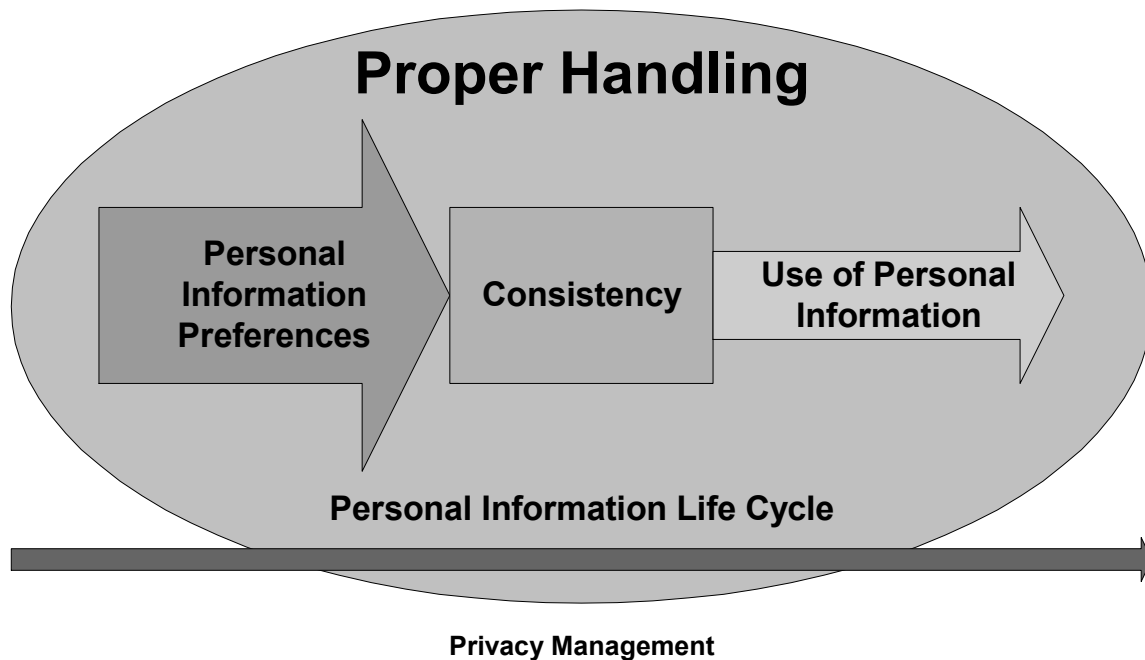 Proper Handling
Personal
Information
Preferences
Consistency
Use of Personal
Information
Personal Information Life Cycle
Privacy Management